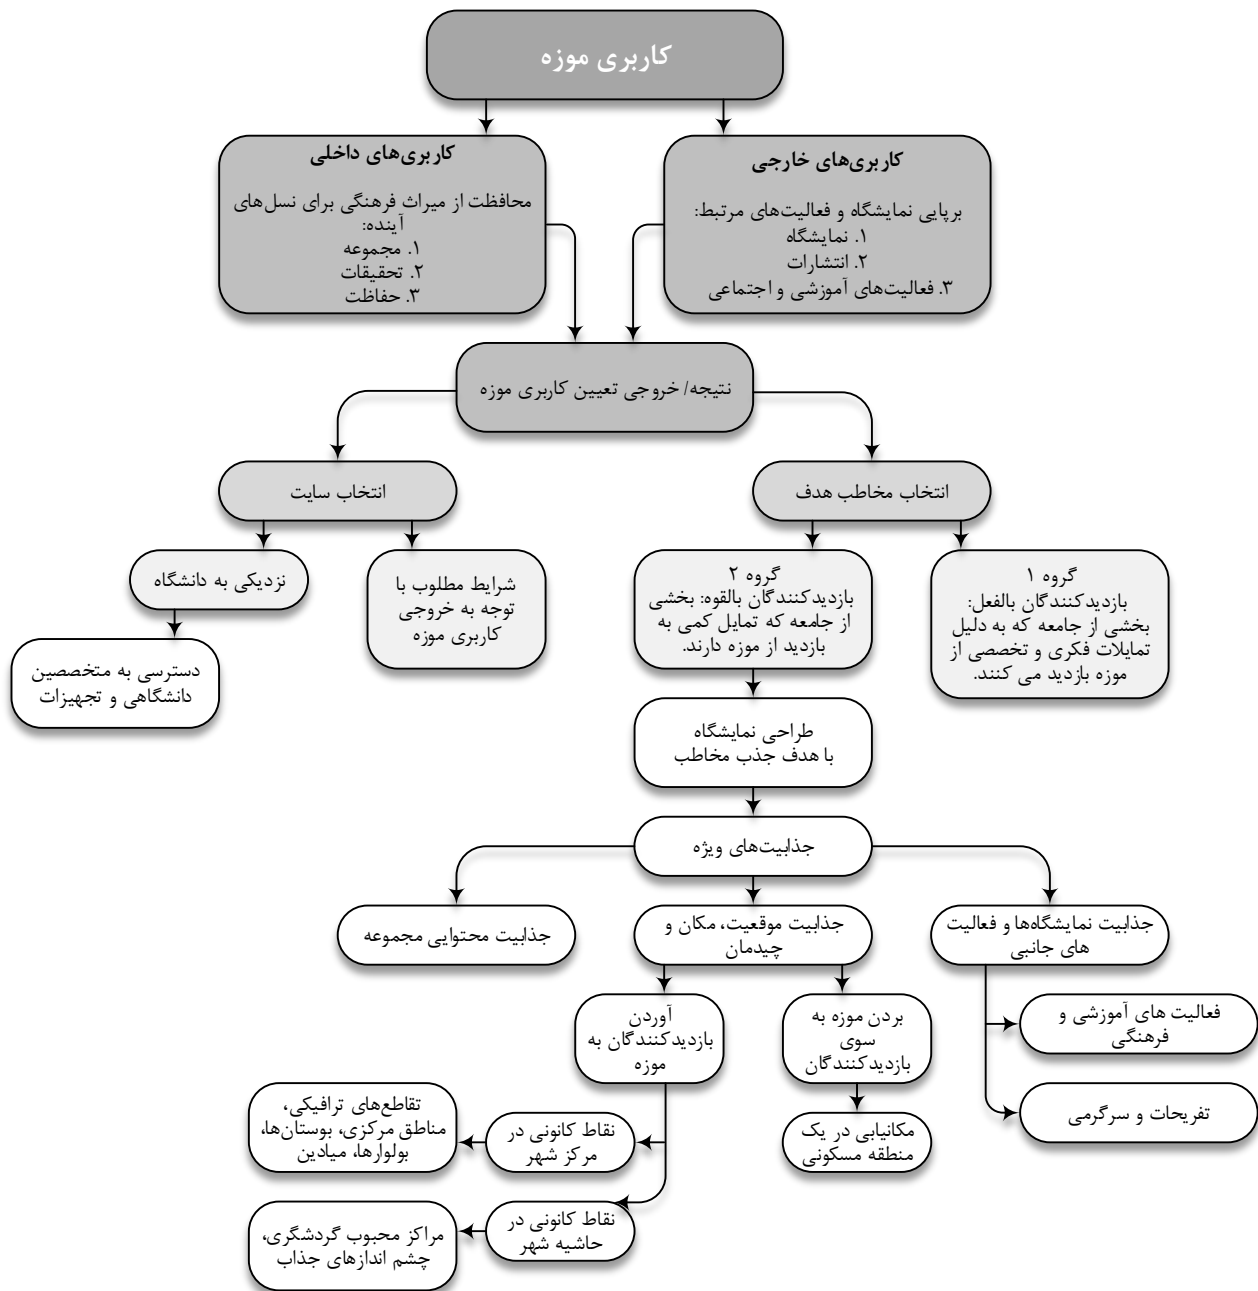 کاربری موزه
کاربری‌های خارجی
برپایی نمایشگاه و فعالیت‌های مرتبط:
۱. نمایشگاه
۲. انتشارات
۳. فعالیت‌های آموزشی و اجتماعی
کاربری‌های داخلی
محافظت از میراث فرهنگی برای نسل‌های
آینده:
۱. مجموعه
۲. تحقیقات
۳. حفاظت
نتیجه/ خروجی تعیین کاربری موزه
انتخاب مخاطب هدف
انتخاب سایت
گروه ۱
بازدیدکنندگان بالفعل:
بخشی از جامعه که به دلیل
تمایلات فکری و تخصصی از
موزه بازدید می کنند.
گروه ۲
بازدیدکنندگان بالقوه: بخشی
از جامعه که تمایل کمی به
بازدید از موزه دارند.
شرایط مطلوب با
توجه به خروجی
کاربری موزه
نزدیکی به دانشگاه
دسترسی به متخصصین
دانشگاهی و تجهیزات
طراحی نمایشگاه
با هدف جذب مخاطب
جذابیت‌های ویژه
جذابیت نمایشگاه‌ها و فعالیت
های جانبی
جذابیت موقعیت، مکان و
چیدمان
جذابیت محتوایی مجموعه
فعالیت های آموزشی و
فرهنگی
تفریحات و سرگرمی
بردن موزه به
سوی
بازدیدکنندگان
آوردن
بازدیدکنندگان به
موزه
مکانیابی در یک
منطقه مسکونی
نقاط کانونی در
مرکز شهر
تقاطع‌های ترافیکی،
مناطق مرکزی، بوستان‌ها،
بولوارها، میادین
نقاط کانونی در
حاشیه شهر
مراکز محبوب گردشگری،
چشم اندازهای جذاب